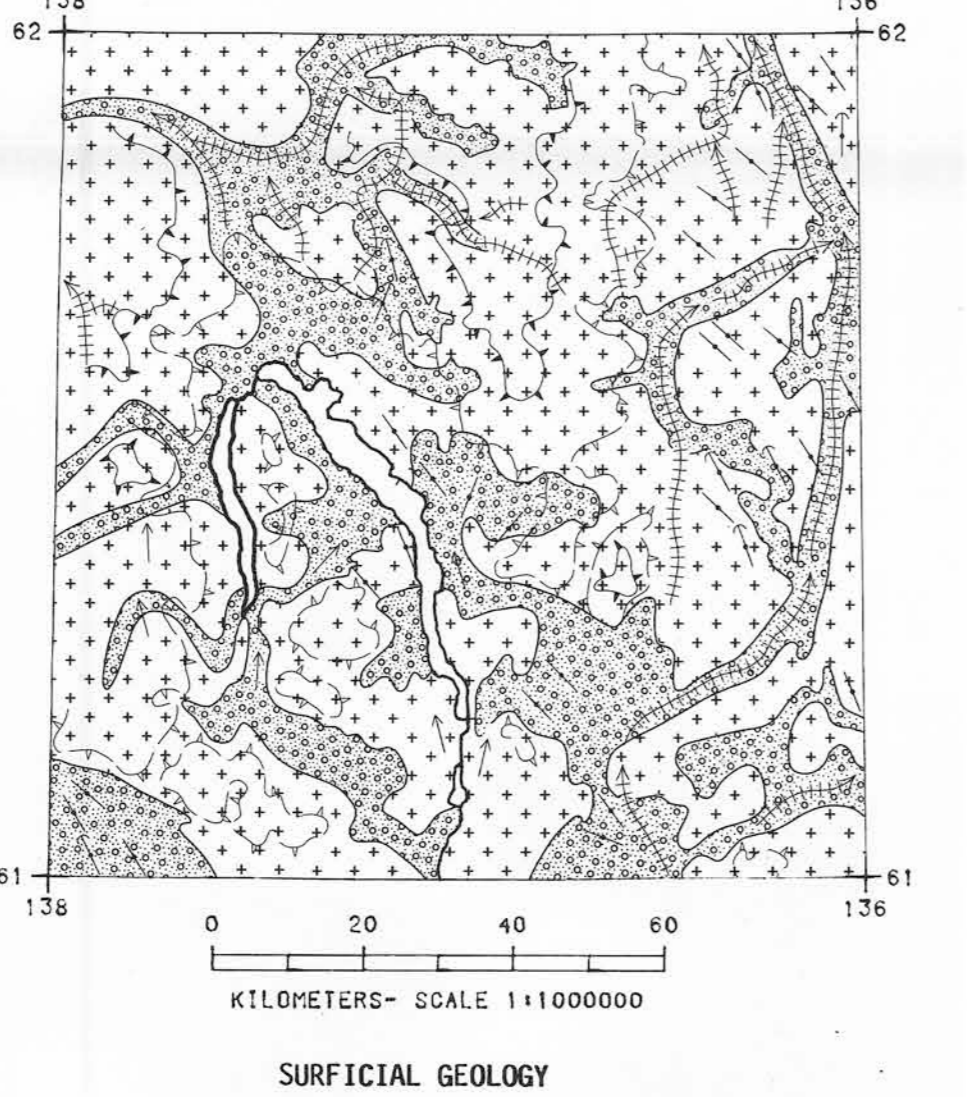 138 136
62 62
61 61
138 136
0 20 40 60
KILOMETERS- SCALE 1:1000000
SURFICIAL GEOLOGY